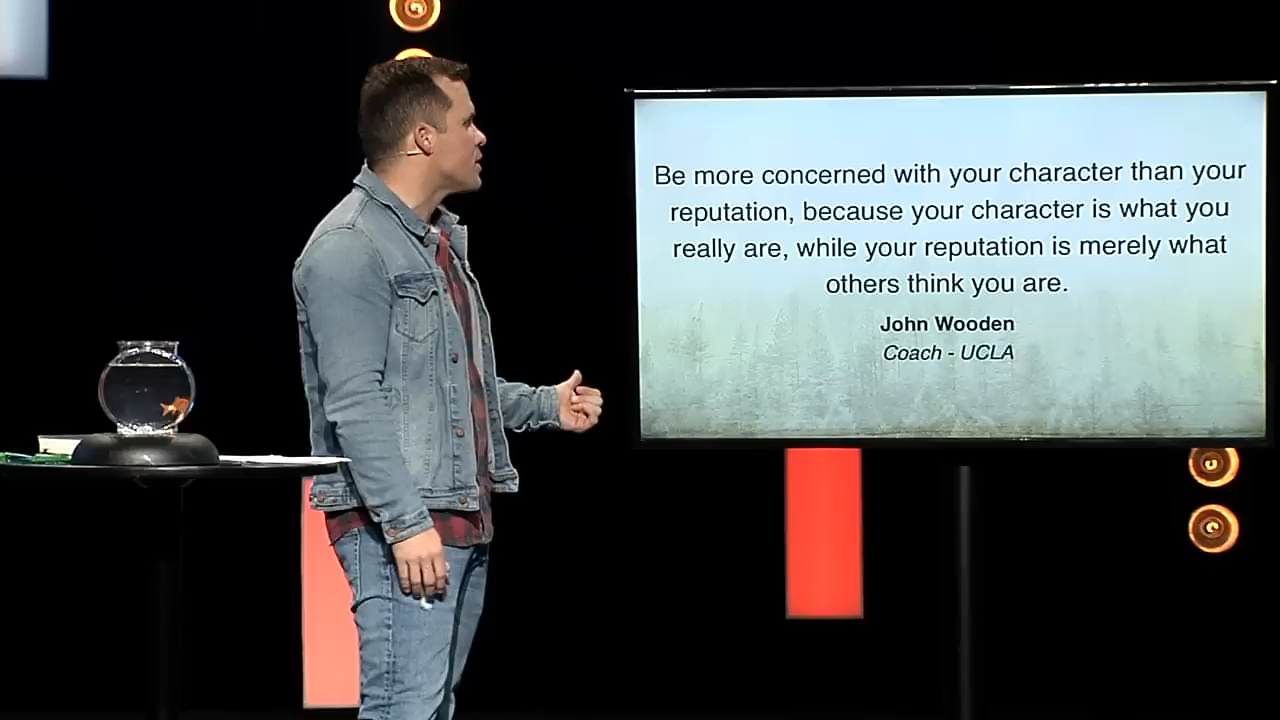 Be more concerned with your character than your
reputation, because your character is what you
really are, while your reputation is merely what
others think you are.
John Wooden
Coach - UCLA